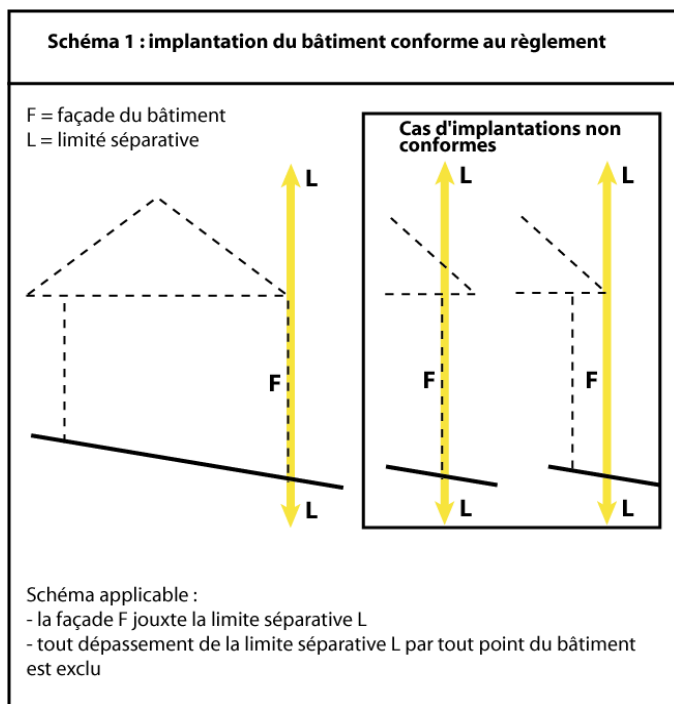 Schéma 1 : implantation du bâtiment conforme au règlement
F = façade du bâtiment
L = limité séparative
Cas d'implantations non
conformes
L
L
L
F
F
F
L
L
L
Schéma applicable :
- la façade F jouxte la limite séparative L
- tout dépassement de la limite séparative L par tout point du bâtiment
est exclu